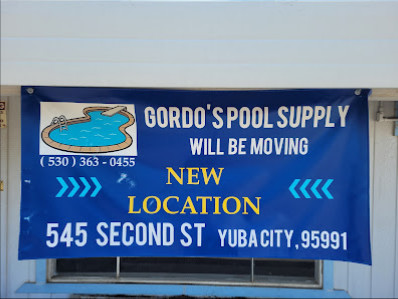 GORDO'S POOL SUPPLY
WILL BE MOVING
( 530 ) 363 - 0455
NEW
LOCATION
545 SECOND ST YUBA CITY, 95991